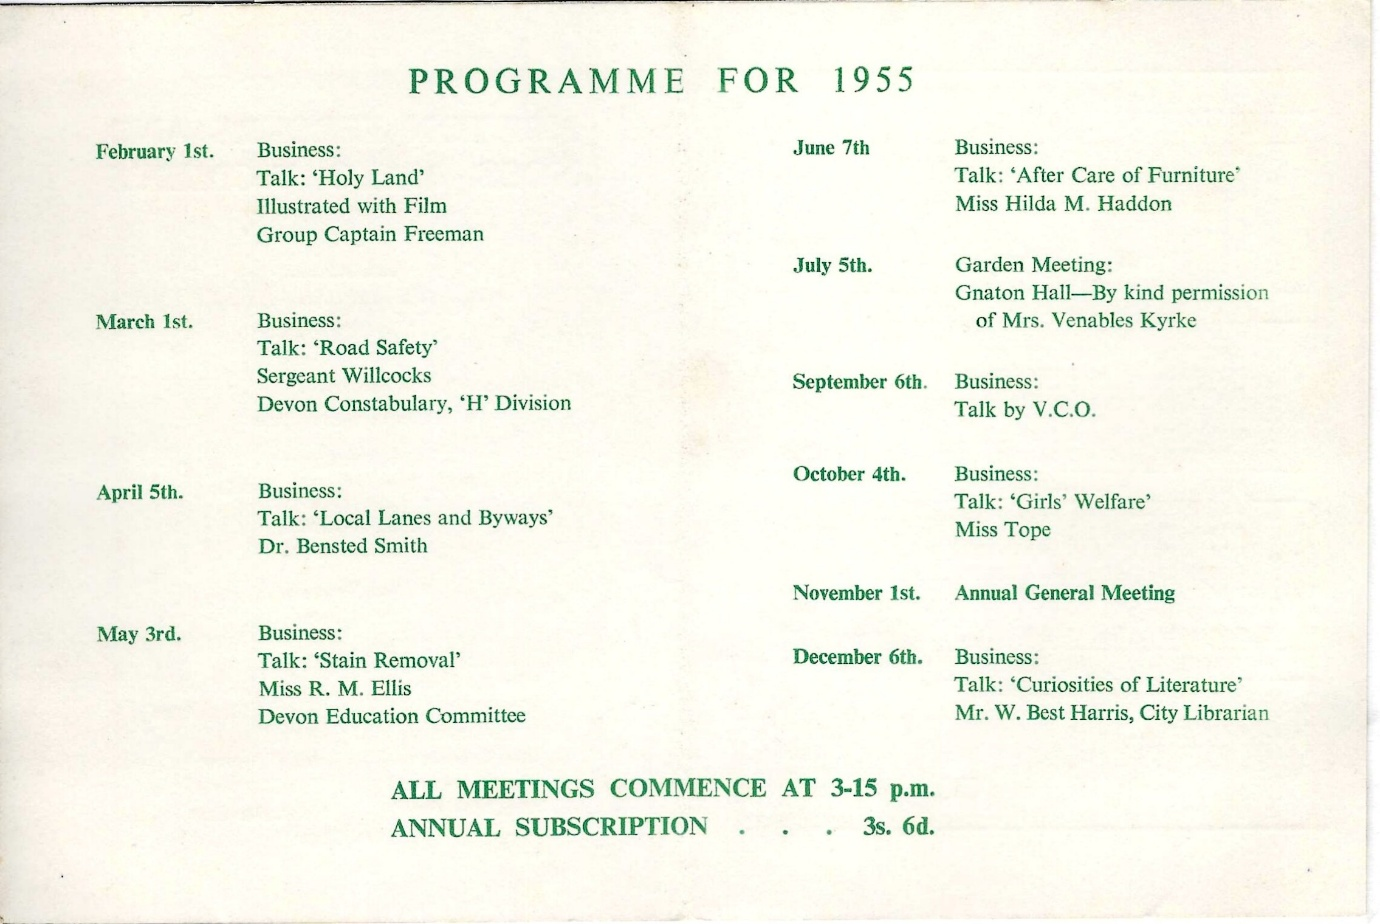 PROGRAMME FOR 1955
February 1st. Business:
Talk: ‘Holy Land’
Illustrated with Film
Group Captain Freeman
March 1st. Business:
Talk: ‘Road Safety’
Sergeant Willcocks
Devon Constabulary, ‘H’ Division
April 5th. Business:
Talk: ‘Local Lanes and Byways’
Dr. Bensted Smith
May 3rd. Business:
Talk: ‘Stain Removal’
Miss R. M. Ellis
Devon Education Committee
June 7th Business:
Talk: ‘After Care of Furniture’
Miss Hilda M. Haddon
July 5th. Garden Meeting:
Gnaton Hall—By kind permission
of Mrs. Venables Kyrke
September 6th. Business:
Talk by V.C.O.
October 4th. Business:
Talk: ‘Girls’ Welfare’
Miss Tope
November 1st. Annual General Meeting
December 6th. Business:
Talk: ‘Curiosities of Literature’
Mr. W. Best Harris, City Librarian
ALL MEETINGS COMMENCE AT 3-15 p.m.
ANNUAL SUBSCRIPTION . . . 3s. 6d.